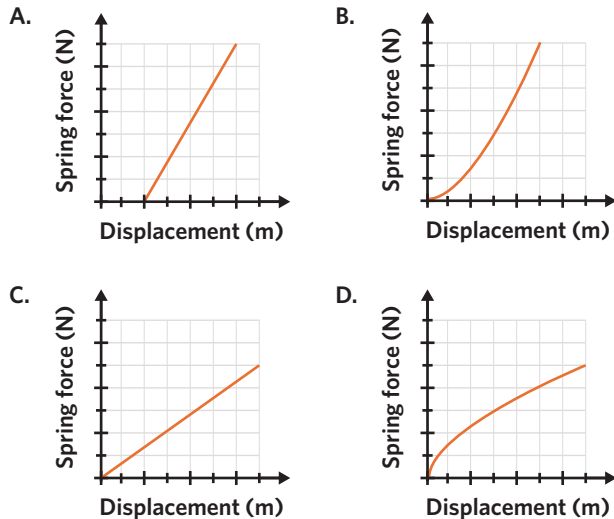 A.
Spring force (N)
Displacement (m)
B.
Spring force (N)
Displacement (m)
C.
Spring force (N)
Displacement (m)
D.
Spring force (N)
Displacement (m)